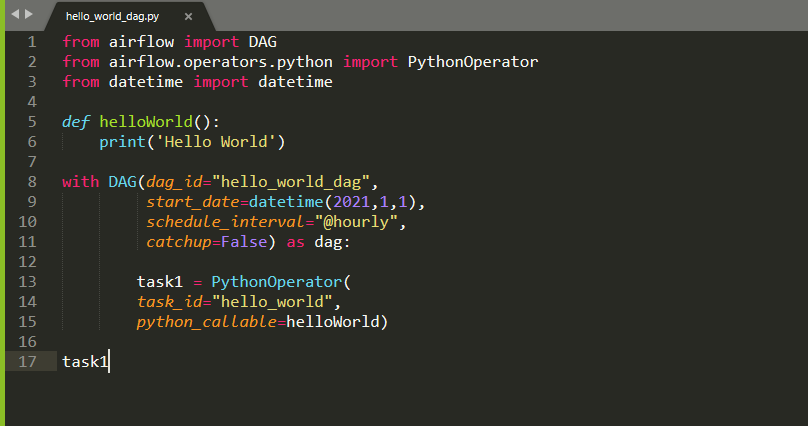 hello_world_dag.py ×
1 from airflow import DAG
2 from airflow.operators.python import PythonOperator
3 from datetime import datetime
4
5 def helloWorld():
6     print('Hello World')
7
8 with DAG(dag_id="hello_world_dag",
9          start_date=datetime(2021,1,1),
10          schedule_interval="@hourly",
11          catchup=False) as dag:
12
13         task1 = PythonOperator(
14         task_id="hello_world",
15         python_callable=helloWorld)
16
17 task1